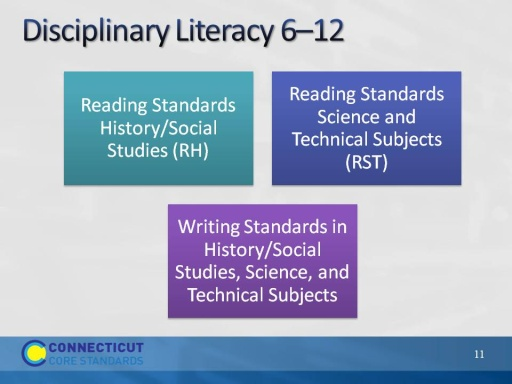 Disciplinary Literacy 6–12
Reading Standards
History/Social
Studies (RH)
Reading Standards
Science and
Technical Subjects
(RST)
Writing Standards in
History/Social
Studies, Science, and
Technical Subjects
CONNECTICUT
CORE STANDARDS
11